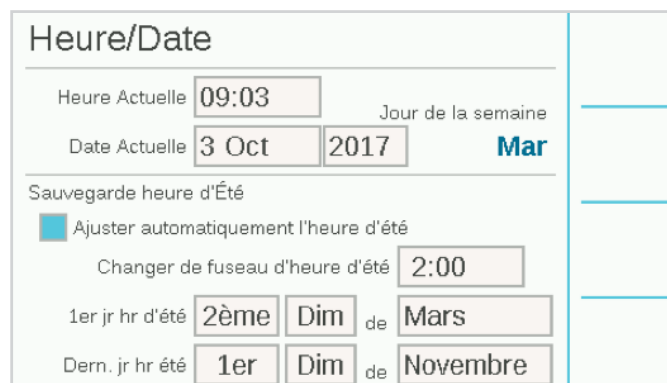 Heure/Date
Heure Actuelle 09:03
Jour de la semaine
Date Actuelle 3 Oct 2017 Mar
Sauvegarde heure d'Été
Ajuster automatiquement l'heure d'été
Changer de fuseau d'heure d'été 2:00
1er jr hr d'été 2ème Dim de Mars
Dern. jr hr été 1er Dim de Novembre